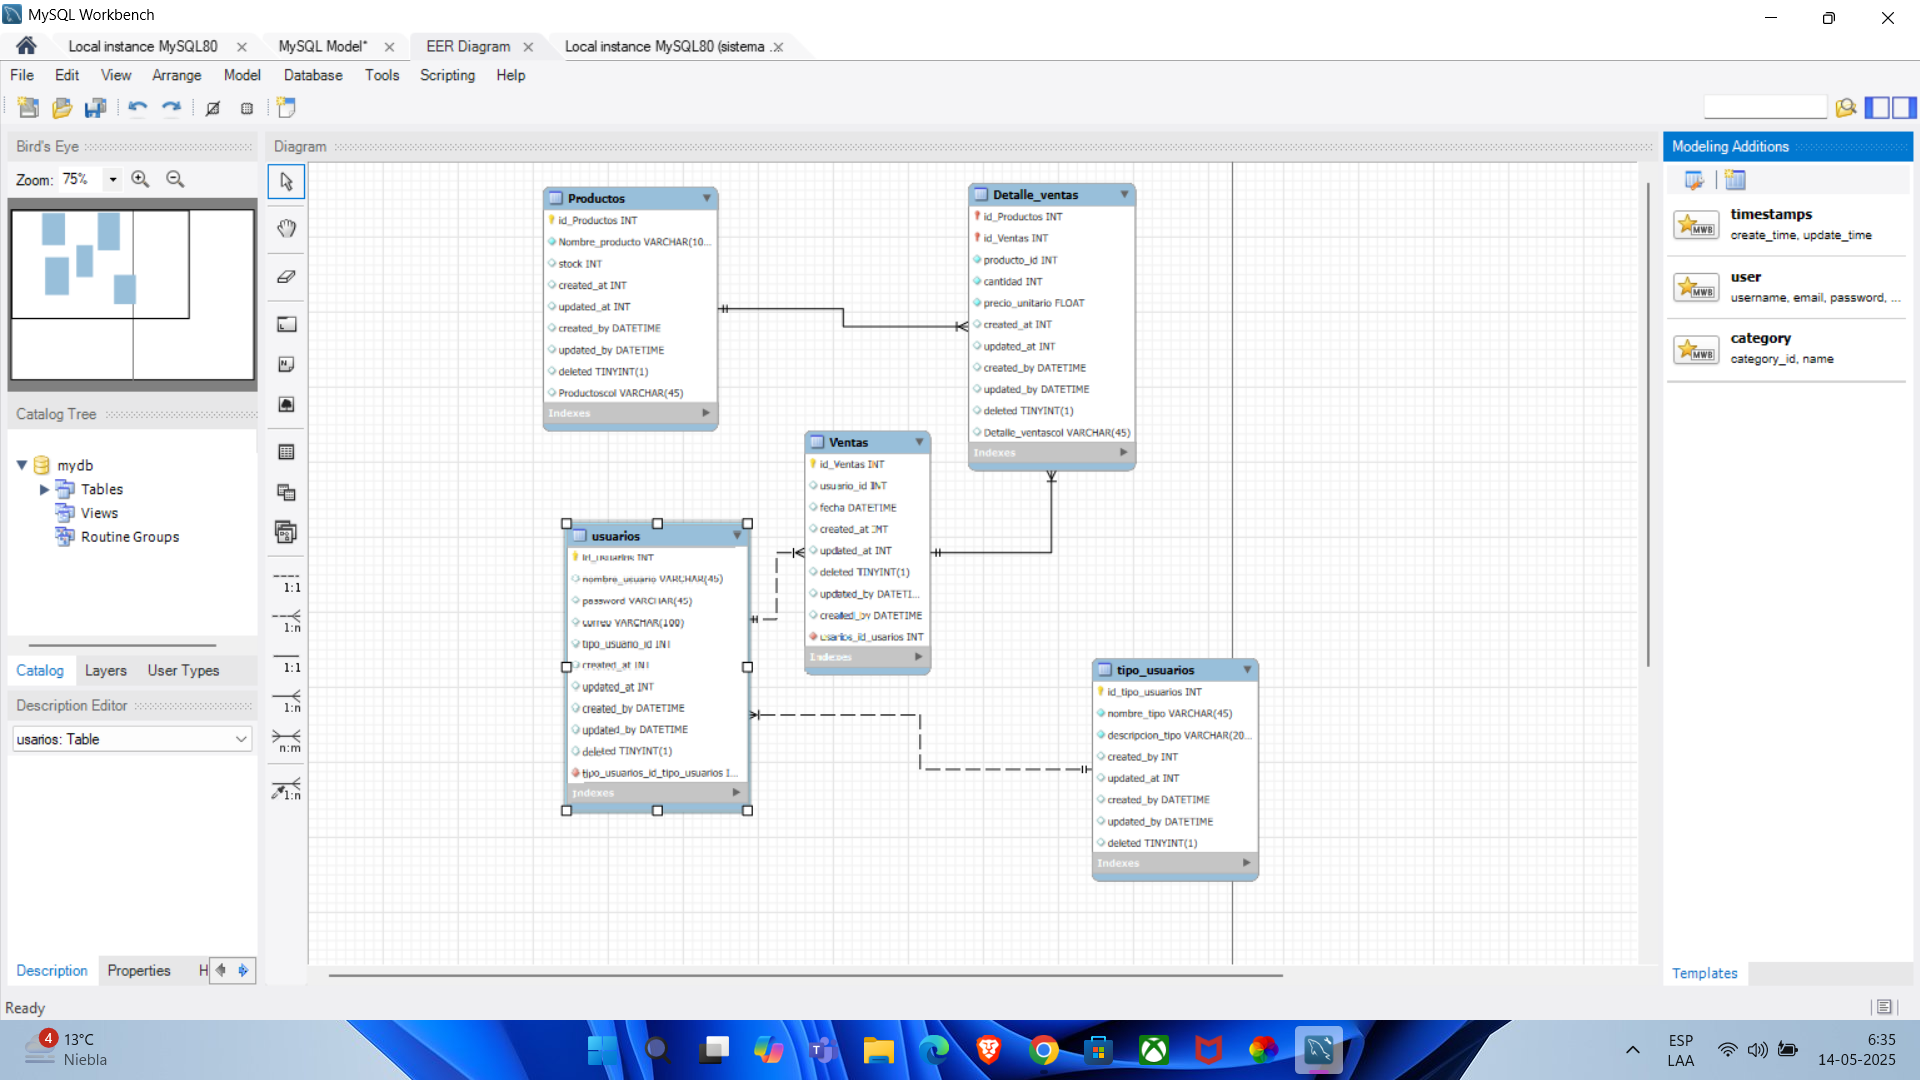 MySQL Workbench
Local instance MySQL80
MySQL Model*
EER Diagram
Local instance MySQL80 (sistema ...
File Edit View Arrange Model Database Tools Scripting Help
Bird's Eye
Zoom: 75%
Catalog Tree
mydb
Tables
Views
Routine Groups
Catalog Layers User Types
Description Editor
usarios: Table
Description Properties H
Ready
Diagram
1:1
1:n
1:1
1:n
n:m
1:n
Productos
id_Productos INT
Nombre_producto VARCHAR(10...
stock INT
created_at INT
updated_at INT
created_by DATETIME
updated_by DATETIME
deleted TINYINT(1)
Productoscol VARCHAR(45)
Indexes
Detalle_ventas
id_Productos INT
id_Ventas INT
producto_id INT
cantidad INT
precio_unitario FLOAT
created_at INT
updated_at INT
created_by DATETIME
updated_by DATETIME
deleted TINYINT(1)
Detalle_ventascol VARCHAR(45)
Indexes
Ventas
id_Ventas INT
usuario_id INT
fecha DATETIME
created_at INT
updated_at INT
deleted TINYINT(1)
updated_by DATETI...
created_by DATETIME
usarios_id_usarios INT
Indexes
usuarios
id_usuarios INT
nombre_usuario VARCHAR(45)
password VARCHAR(45)
correo VARCHAR(100)
tipo_usuario_id INT
created_at INT
updated_at INT
created_by DATETIME
updated_by DATETIME
deleted TINYINT(1)
tipo_usuarios_id_tipo_usuarios I...
Indexes
tipo_usuarios
id_tipo_usuarios INT
nombre_tipo VARCHAR(45)
descripcion_tipo VARCHAR(20...
created_by INT
updated_at INT
created_by DATETIME
updated_by DATETIME
deleted TINYINT(1)
Indexes
Modeling Additions
MWB
timestamps
create_time, update_time
MWB
user
username, email, password, ...
MWB
category
category_id, name
Templates
4
13°C
Niebla
ESP
LAA
6:35
14-05-2025